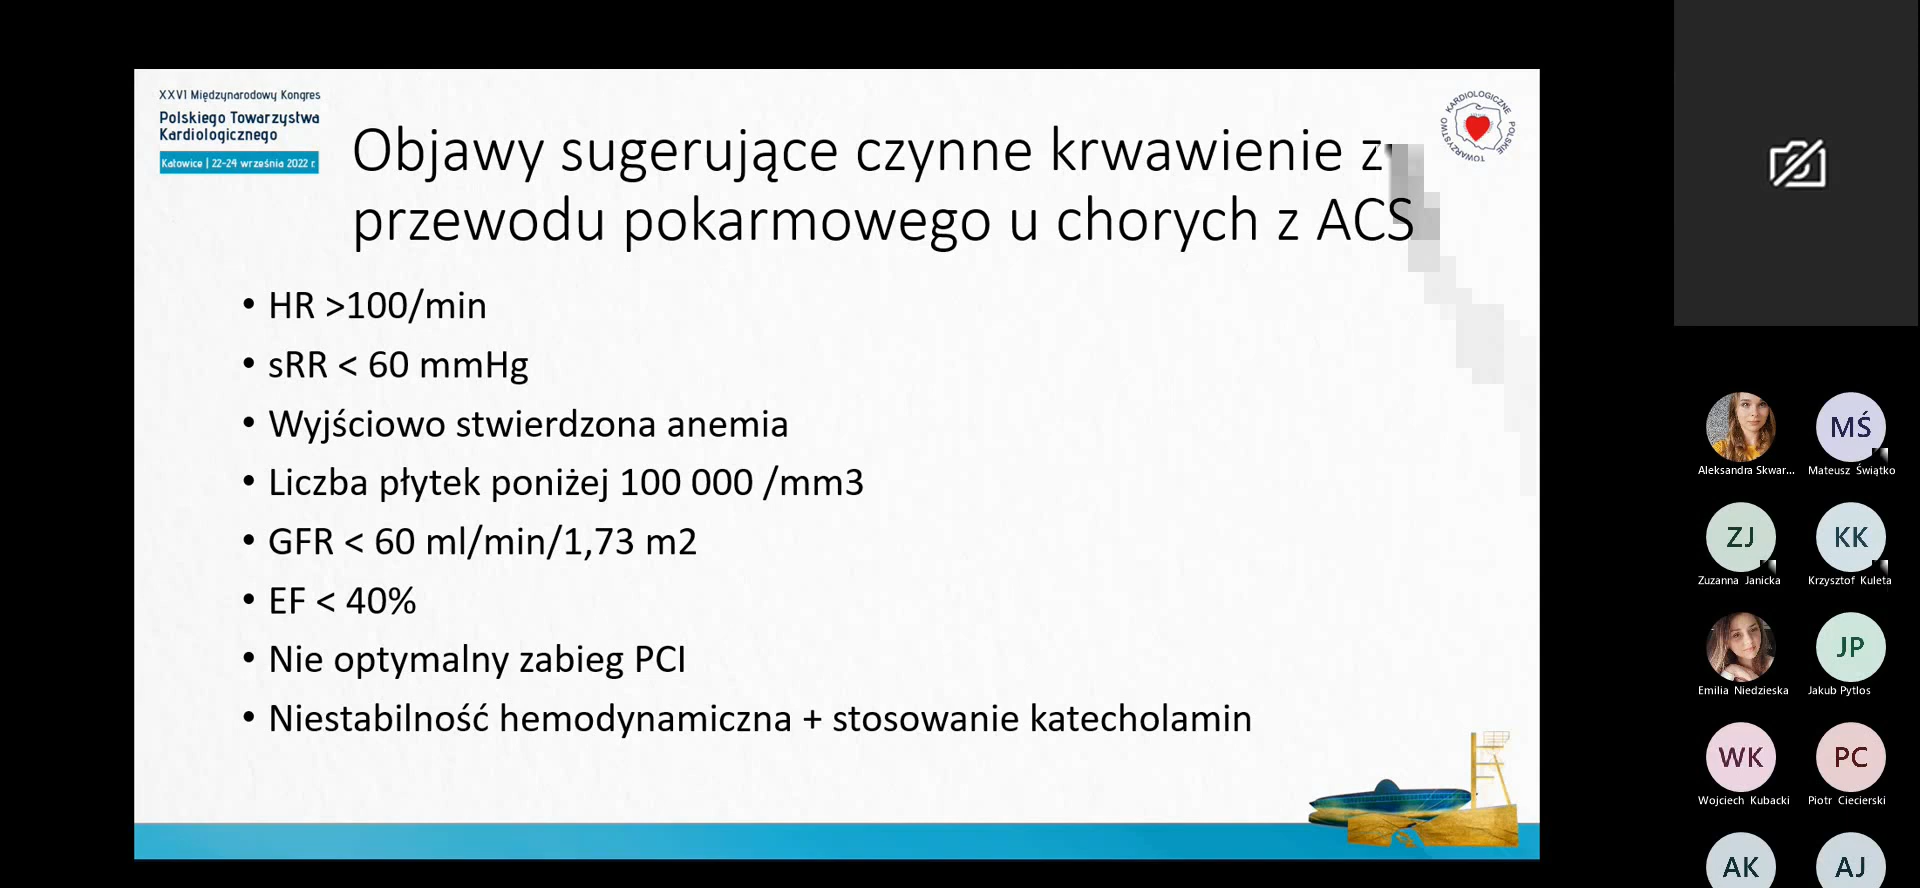 XXVI Międzynarodowy Kongres
Polskiego Towarzystwa
Kardiologicznego
Katowice | 22-24 września 2022 r.
POLSKIE TOWARZYSTWO KARDIOLOGICZNE
Objawy sugerujące czynne krwawienie z
przewodu pokarmowego u chorych z ACS
• HR >100/min
• sRR < 60 mmHg
• Wyjściowo stwierdzona anemia
• Liczba płytek poniżej 100 000 /mm3
• GFR < 60 ml/min/1,73 m2
• EF < 40%
• Nie optymalny zabieg PCI
• Niestabilność hemodynamiczna + stosowanie katecholamin
MŚ
Aleksandra Skwar...
Mateusz Świątko
ZJ
KK
Zuzanna Janicka
Krzysztof Kuleta
JP
Emilia Niedzieska
Jakub Pytlos
WK
PC
Wojciech Kubacki
Piotr Ciecierski
AK
AJ